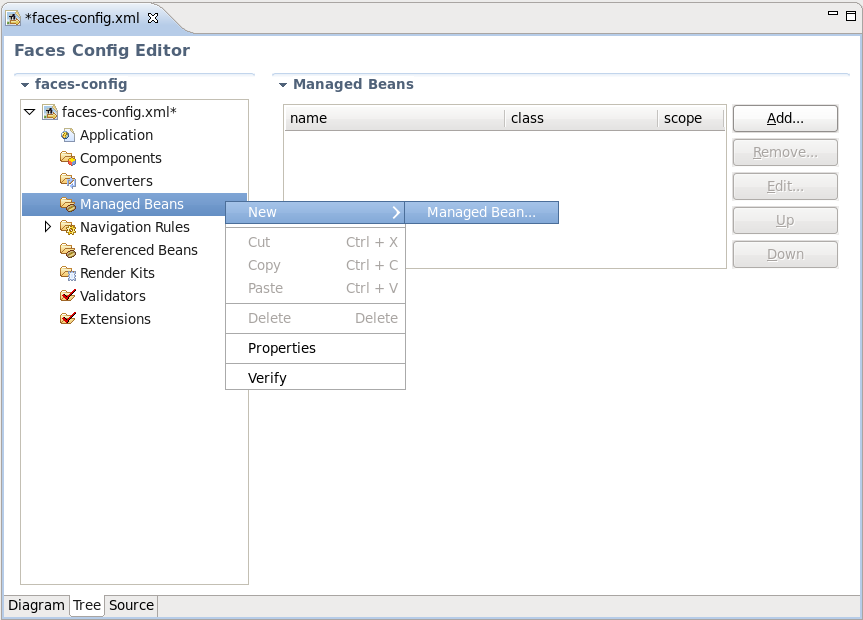 *faces-config.xml
Faces Config Editor
faces-config
faces-config.xml*
Application
Components
Converters
Managed Beans
Navigation Rules
Referenced Beans
Render Kits
Validators
Extensions
Managed Beans
name class scope
Add...
Remove...
Edit...
Up
Down
New
Managed Bean...
Cut Ctrl + X
Copy Ctrl + C
Paste Ctrl + V
Delete Delete
Properties
Verify
Diagram Tree Source